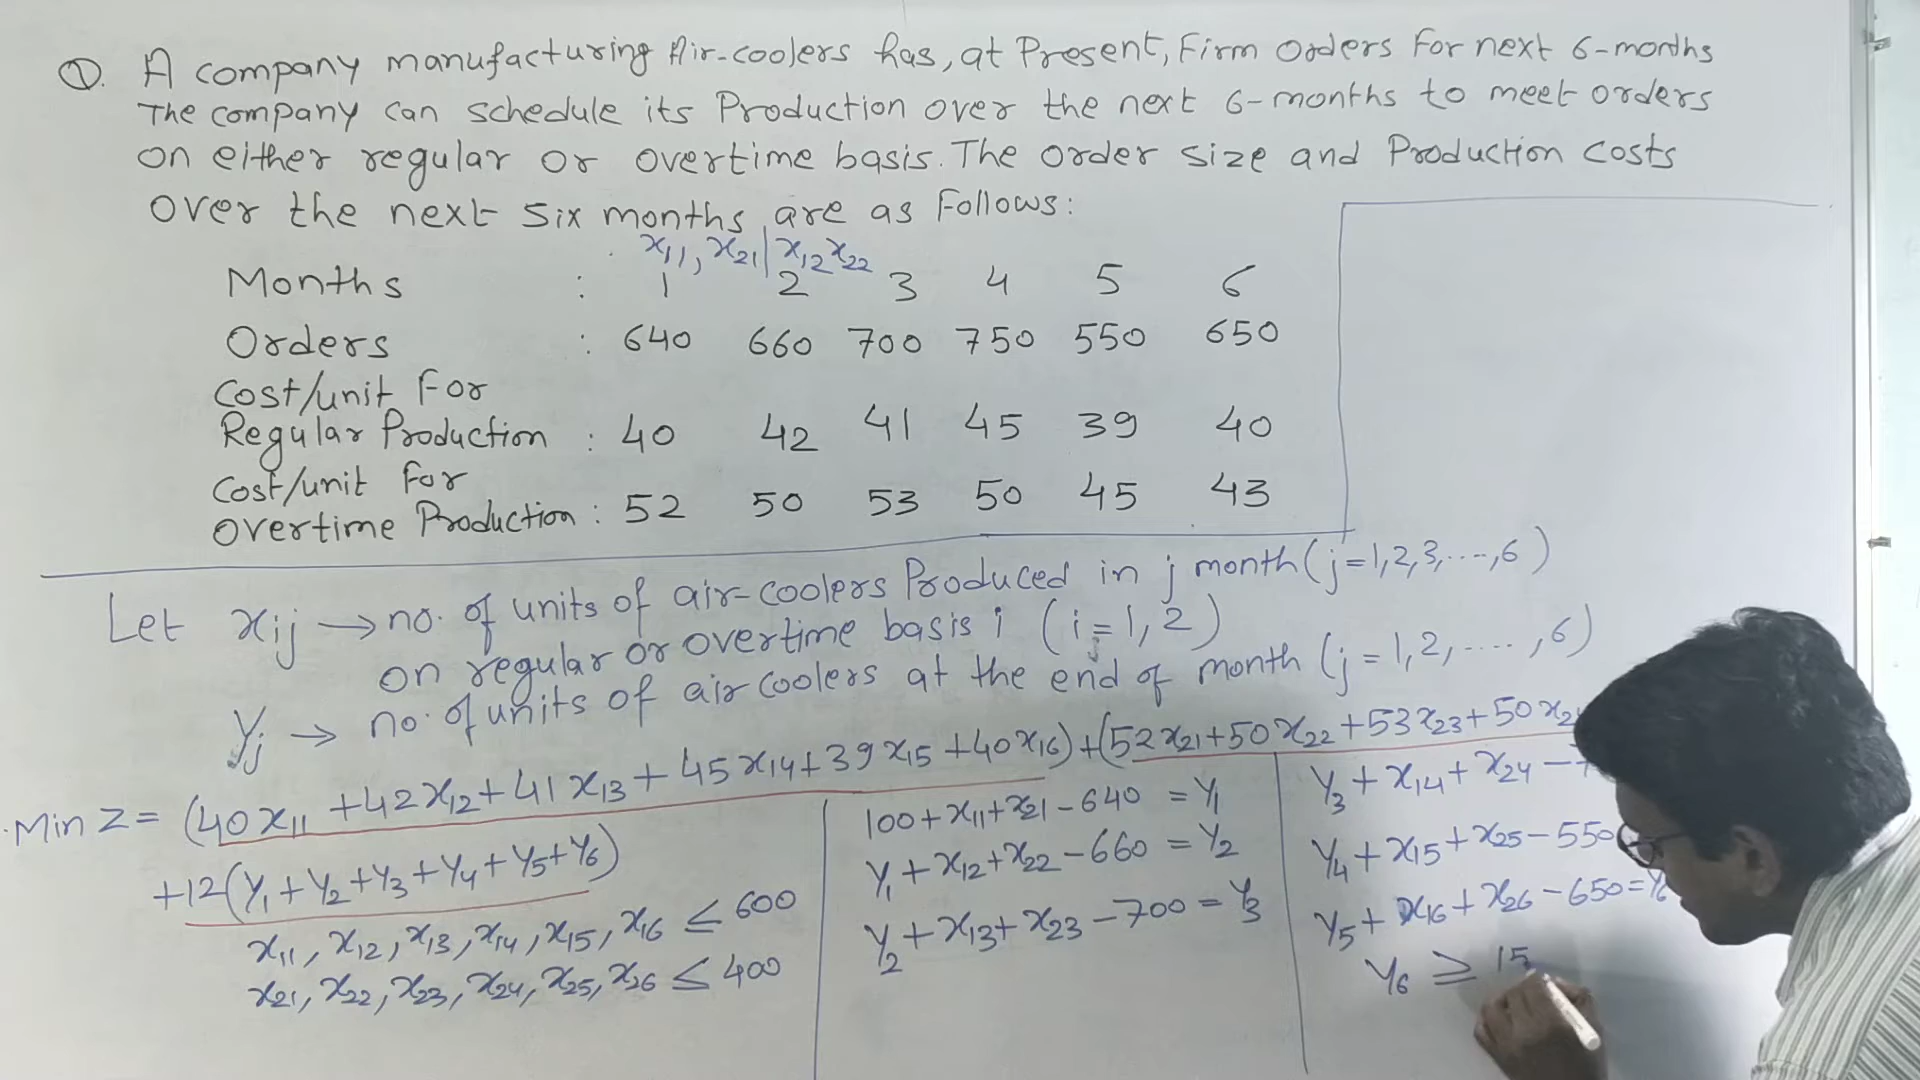 ①. A company manufacturing Air-coolers has, at Present, Firm Orders For next 6-months
The company can schedule its Production over the next 6-months to meet orders
on either regular or overtime basis. The order size and Production costs
over the next six months are as Follows:
x11, x21 | x12 x22
Months : 1 2 3 4 5 6
Orders : 640 660 700 750 550 650
Cost/unit For
Regular Production : 40 42 41 45 39 40
Cost/unit For
Overtime Production : 52 50 53 50 45 43
Let xij → no. of units of air-coolers Produced in j month (j=1,2,3,....,6)
on regular or overtime basis i (i=1,2)
Yj → no. of units of air coolers at the end of month (j=1,2,....,6)
Min Z = (40x11 + 42x12 + 41x13 + 45x14 + 39x15 + 40x16) + (52x21 + 50x22 + 53x23 + 50x2
+12(Y1 + Y2 + Y3 + Y4 + Y5 + Y6)
x11, x12, x13, x14, x15, x16 ≤ 600
x21, x22, x23, x24, x25, x26 ≤ 400
100 + x11 + x21 - 640 = Y1
Y1 + x12 + x22 - 660 = Y2
Y2 + x13 + x23 - 700 = Y3
Y3 + x14 + x24 -
Y4 + x15 + x25 - 550
Y5 + x16 + x26 - 650 = Y6
Y6 ≥ 15